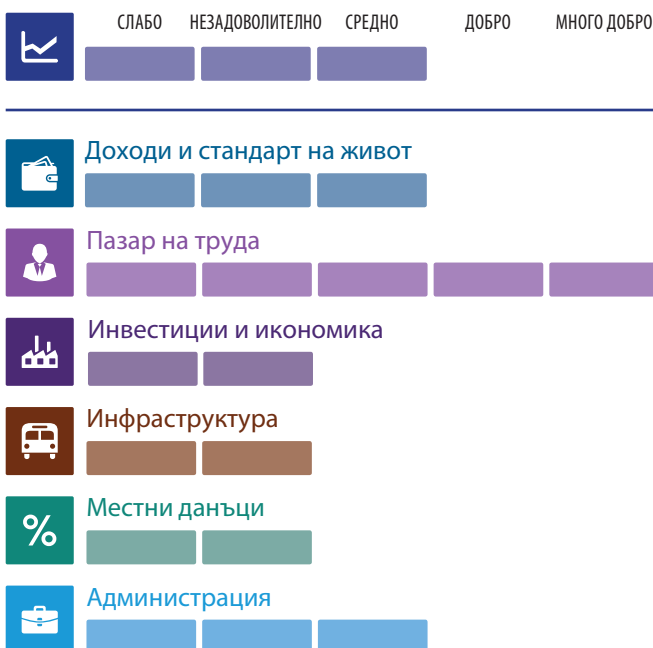 СЛАБО НЕЗАДОВОЛИТЕЛНО СРЕДНО ДОБРО МНОГО ДОБРО
Доходи и стандарт на живот
Пазар на труда
Инвестиции и икономика
Инфраструктура
Местни данъци
%
Администрация